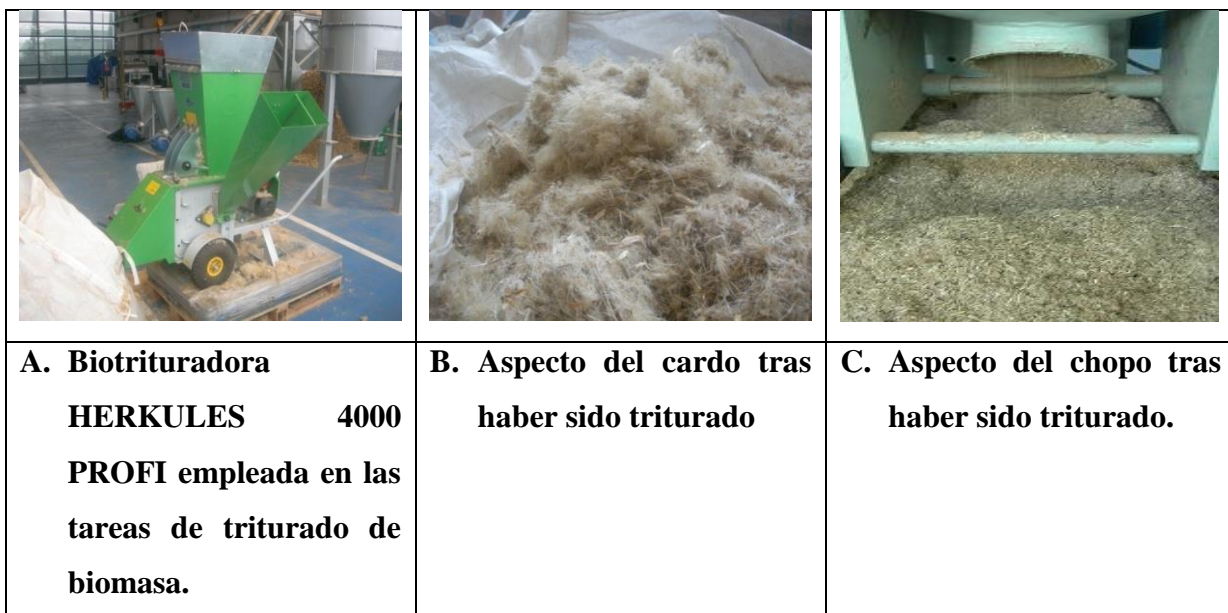 A. Biotrituradora
HERKULES 4000
PROFI empleada en las
tareas de triturado de
biomasa.
B. Aspecto del cardo tras
haber sido triturado
C. Aspecto del chopo tras
haber sido triturado.